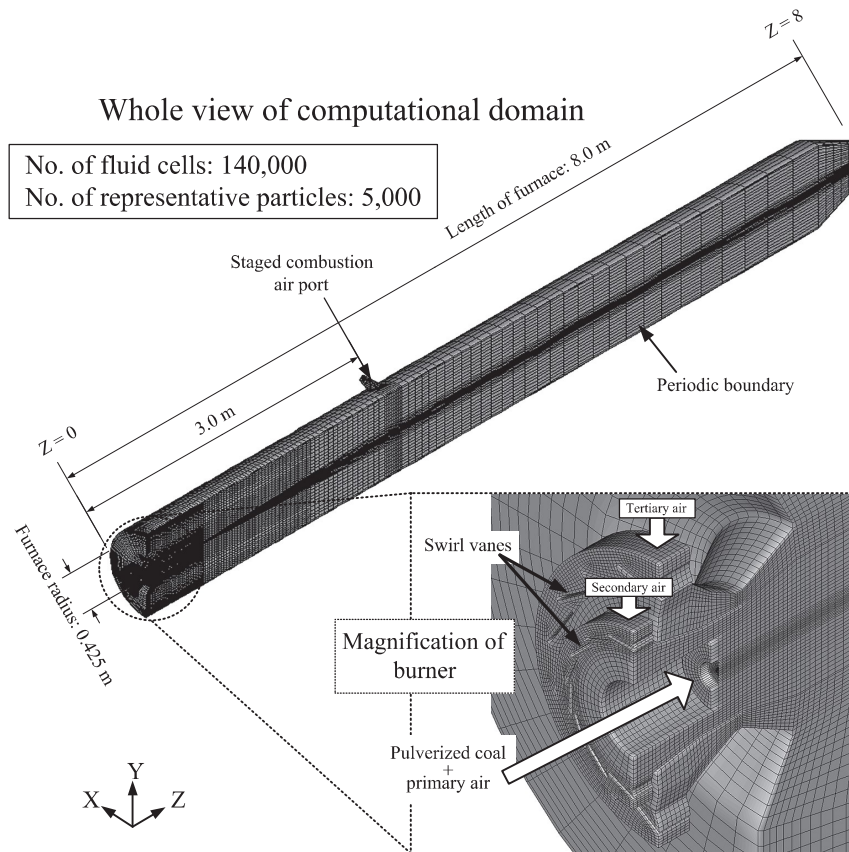 Z = 8
Whole view of computational domain
No. of fluid cells: 140,000
No. of representative particles: 5,000
Length of furnace: 8.0 m
Staged combustion
air port
Periodic boundary
3.0 m
Z = 0
Furnace radius: 0.425 m
Tertiary air
Swirl vanes
Secondary air
Magnification of
burner
Pulverized coal
+
primary air
Y
X
Z